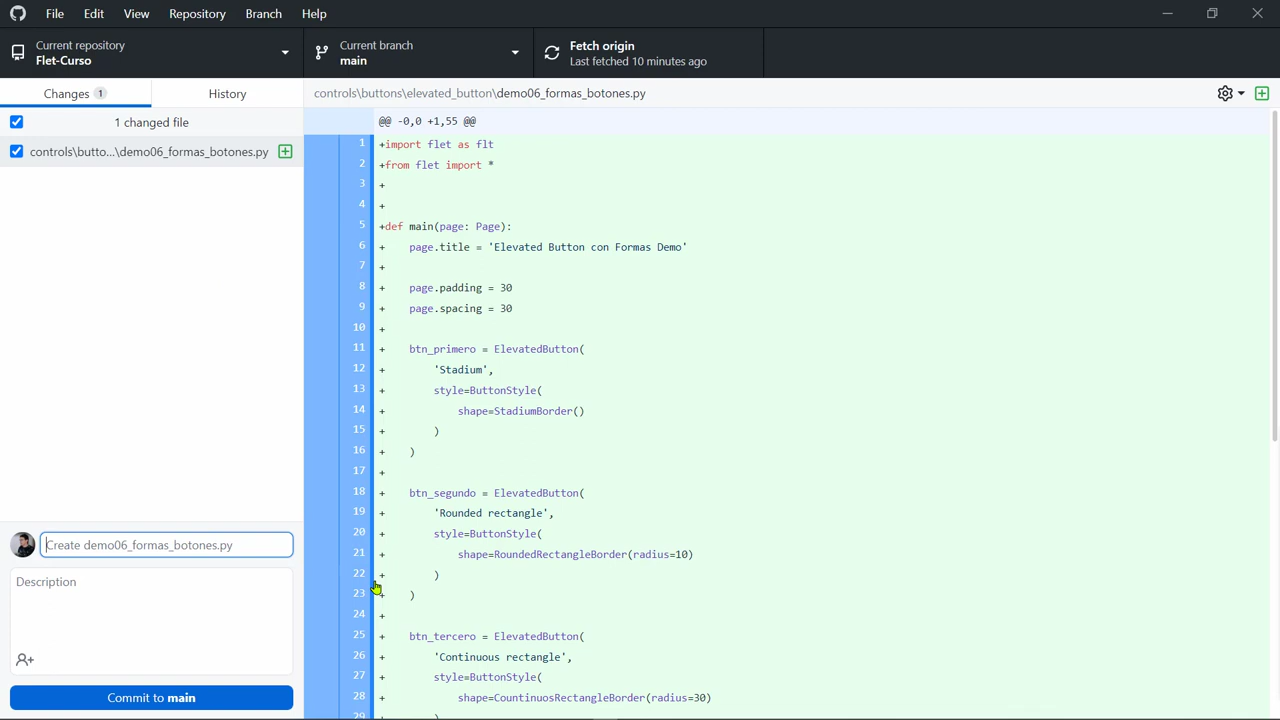 File Edit View Repository Branch Help
Current repository
Flet-Curso
Current branch
main
Fetch origin
Last fetched 10 minutes ago
Changes 1
History
1 changed file
controls\butto...\demo06_formas_botones.py
Create demo06_formas_botones.py
Description
Commit to main
controls\buttons\elevated_button\demo06_formas_botones.py
@@ -0,0 +1,55 @@
1 +import flet as flt
2 +from flet import *
3 +
4 +
5 +def main(page: Page):
6 +    page.title = 'Elevated Button con Formas Demo'
7 +
8 +    page.padding = 30
9 +    page.spacing = 30
10 +
11 +    btn_primero = ElevatedButton(
12 +        'Stadium',
13 +        style=ButtonStyle(
14 +            shape=StadiumBorder()
15 +        )
16 +    )
17 +
18 +    btn_segundo = ElevatedButton(
19 +        'Rounded rectangle',
20 +        style=ButtonStyle(
21 +            shape=RoundedRectangleBorder(radius=10)
22 +        )
23 +    )
24 +
25 +    btn_tercero = ElevatedButton(
26 +        'Continuous rectangle',
27 +        style=ButtonStyle(
28 +            shape=CountinuosRectangleBorder(radius=30)
29 +        )